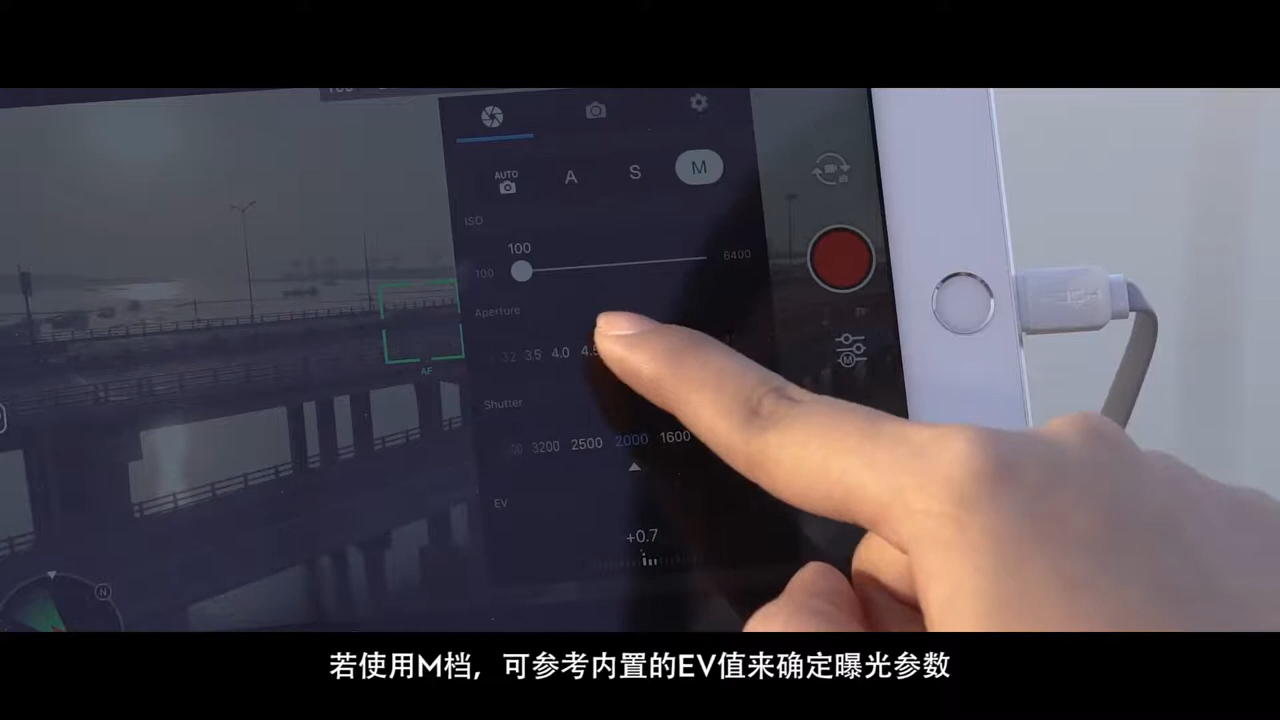 AUTO A S M
ISO
100
100 6400
Aperture
3.5 4.0 4.5
Shutter
3200 2500 2000 1600
EV
+0.7
AF
M
N
若使用M档，可参考内置的EV值来确定曝光参数